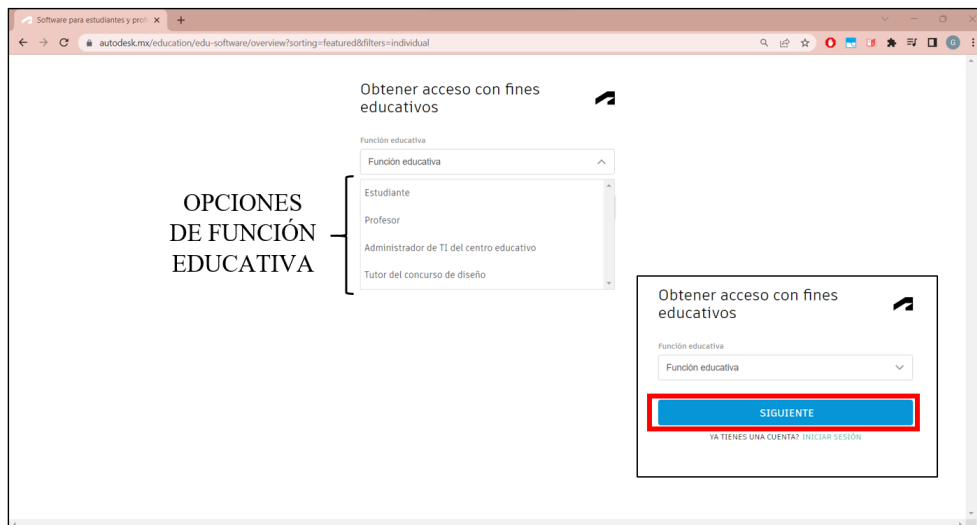 Software para estudiantes y prof
autodesk.mx/education/edu-software/overview?sorting=featured&filters=individual
G
Obtener acceso con fines
educativos
Función educativa
Función educativa
Estudiante
Profesor
Administrador de TI del centro educativo
Tutor del concurso de diseño
OPCIONES
DE FUNCIÓN
EDUCATIVA
Obtener acceso con fines
educativos
Función educativa
Función educativa
SIGUIENTE
YA TIENES UNA CUENTA? INICIAR SESIÓN